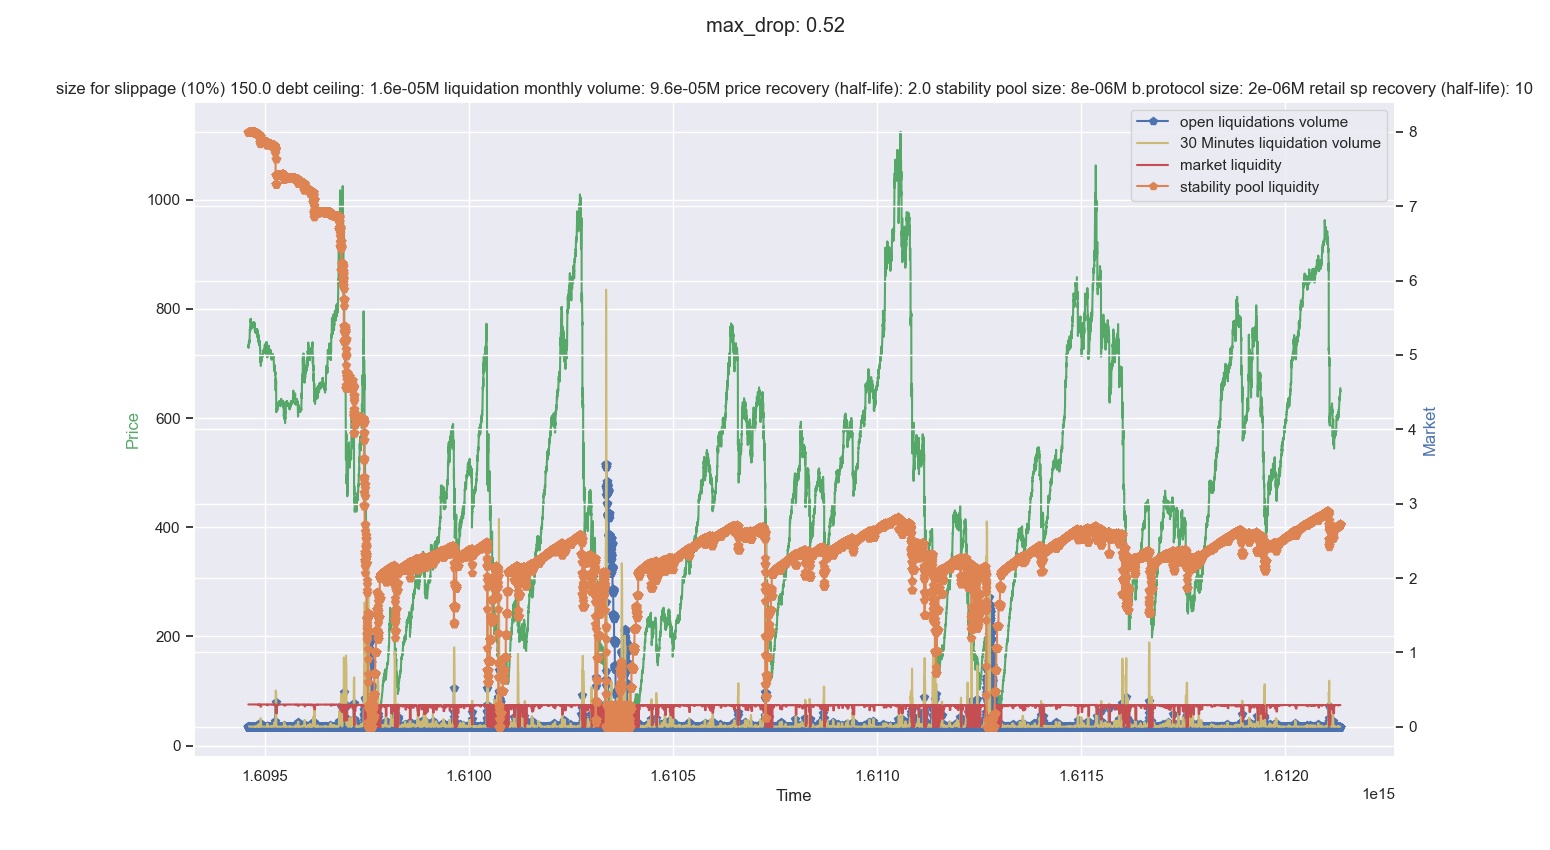 max_drop: 0.52
size for slippage (10%) 150.0 debt ceiling: 1.6e-05M liquidation monthly volume: 9.6e-05M price recovery (half-life): 2.0 stability pool size: 8e-06M b.protocol size: 2e-06M retail sp recovery (half-life): 10
open liquidations volume
30 Minutes liquidation volume
market liquidity
stability pool liquidity
1000
800
600
400
200
0
Price
8
7
6
5
4
3
2
1
0
Market
1.6095 1.6100 1.6105 1.6110 1.6115 1.6120
1e15
Time